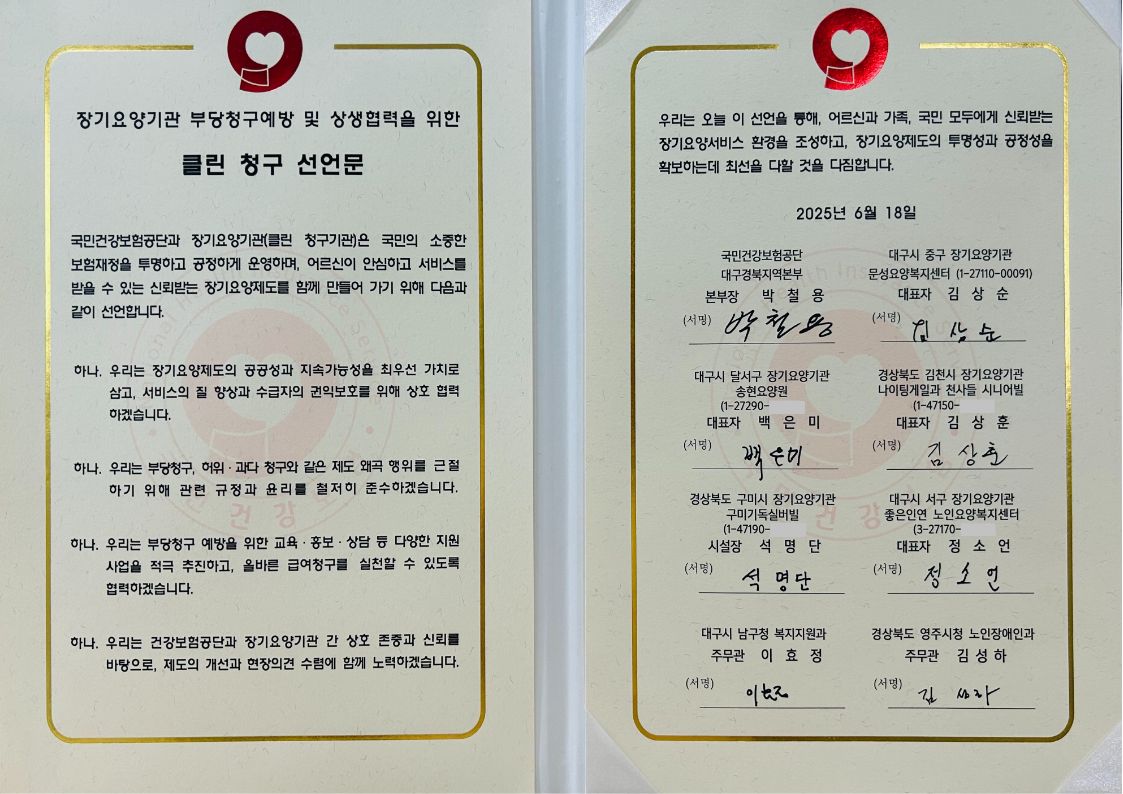 장기요양기관 부당청구예방 및 상생협력을 위한
클린 청구 선언문
국민건강보험공단과 장기요양기관(클린 청구기관)은 국민의 소중한
보험재정을 투명하고 공정하게 운영하며, 어르신이 안심하고 서비스를
받을 수 있는 신뢰받는 장기요양제도를 함께 만들어 가기 위해 다음과
같이 선언합니다.
하나. 우리는 장기요양제도의 공공성과 지속가능성을 최우선 가치로
삼고, 서비스의 질 향상과 수급자의 권익보호를 위해 상호 협력
하겠습니다.
하나. 우리는 부당청구, 허위·과다 청구와 같은 제도 왜곡 행위를 근절
하기 위해 관련 규정과 윤리를 철저히 준수하겠습니다.
하나. 우리는 부당청구 예방을 위한 교육·홍보·상담 등 다양한 지원
사업을 적극 추진하고, 올바른 급여청구를 실천할 수 있도록
협력하겠습니다.
하나. 우리는 건강보험공단과 장기요양기관 간 상호 존중과 신뢰를
바탕으로, 제도의 개선과 현장의견 수렴에 함께 노력하겠습니다.
우리는 오늘 이 선언을 통해, 어르신과 가족, 국민 모두에게 신뢰받는
장기요양서비스 환경을 조성하고, 장기요양제도의 투명성과 공정성을
확보하는데 최선을 다할 것을 다짐합니다.
2025년 6월 18일
국민건강보험공단
대구경북지역본부
본부장 박 철 용
(서명) 박철용
대구시 중구 장기요양기관
문성요양복지센터 (1-27110-00091)
대표자 김 상 순
(서명) 김상순
대구시 달서구 장기요양기관
송현요양원
(1-27290-
대표자 백 은 미
(서명) 백은미
경상북도 김천시 장기요양기관
나이팅게일과 천사들 시니어빌
(1-47150-
대표자 김 상 훈
(서명) 김상훈
경상북도 구미시 장기요양기관
구미기독실버빌
(1-47190-
시설장 석 명 단
(서명) 석명단
대구시 서구 장기요양기관
좋은인연 노인요양복지센터
(3-27170-
대표자 정 소 언
(서명) 정소언
대구시 남구청 복지지원과
주무관 이 효 정
(서명) 이효정
경상북도 영주시청 노인장애인과
주무관 김 성 하
(서명) 김성하